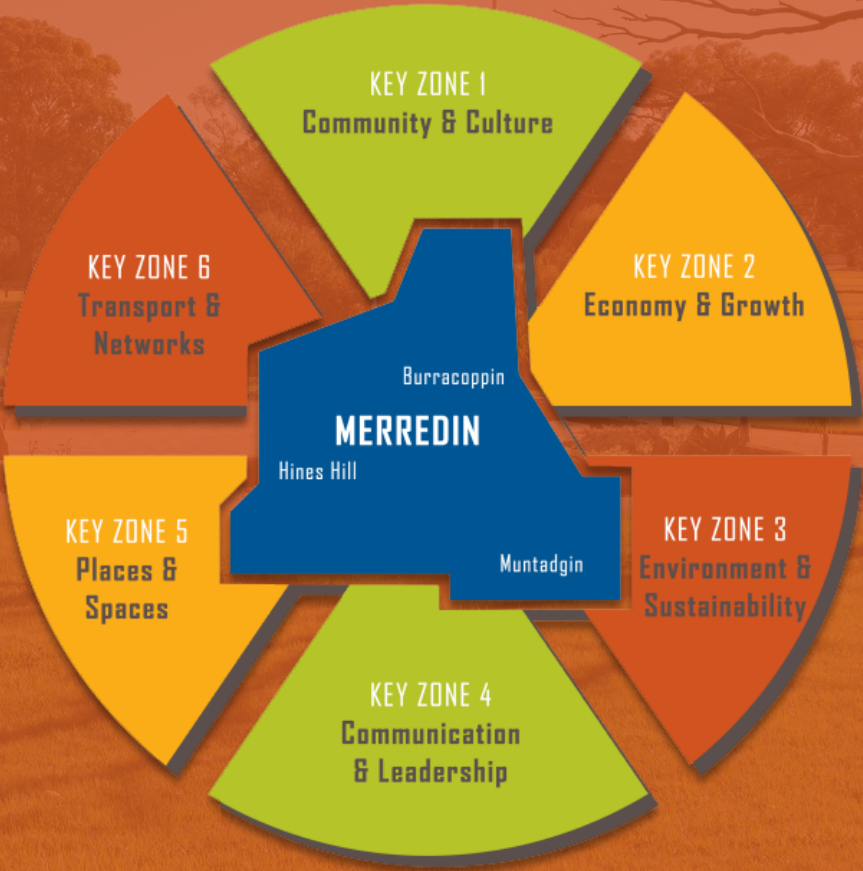 KEY ZONE 1
Community & Culture
KEY ZONE 2
Economy & Growth
KEY ZONE 3
Environment &
Sustainability
KEY ZONE 4
Communication
& Leadership
KEY ZONE 5
Places &
Spaces
KEY ZONE 6
Transport &
Networks
Burracoppin
MERREDIN
Hines Hill
Muntadgin